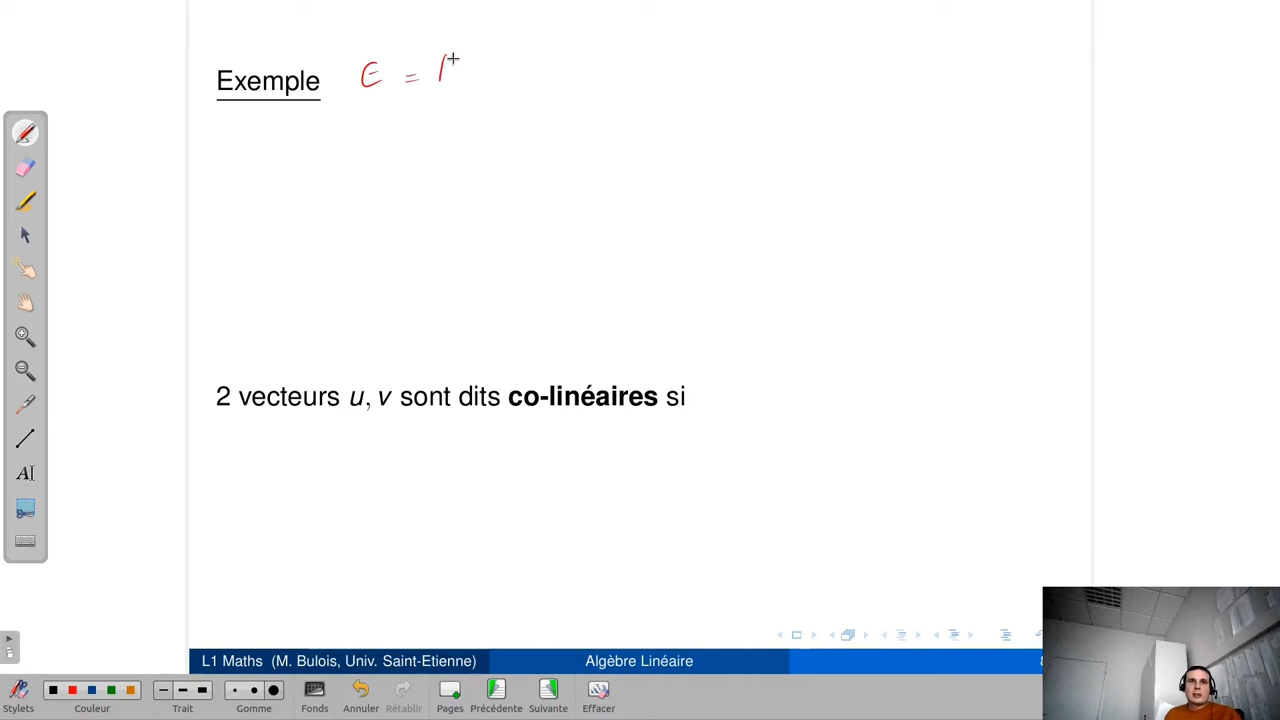 Exemple E =
2 vecteurs u, v sont dits co-linéaires si
L1 Maths (M. Bulois, Univ. Saint-Etienne)
Algèbre Linéaire
Stylets
Couleur
Trait
Gomme
Fonds
Annuler
Rétablir
Pages
Précédente
Suivante
Effacer